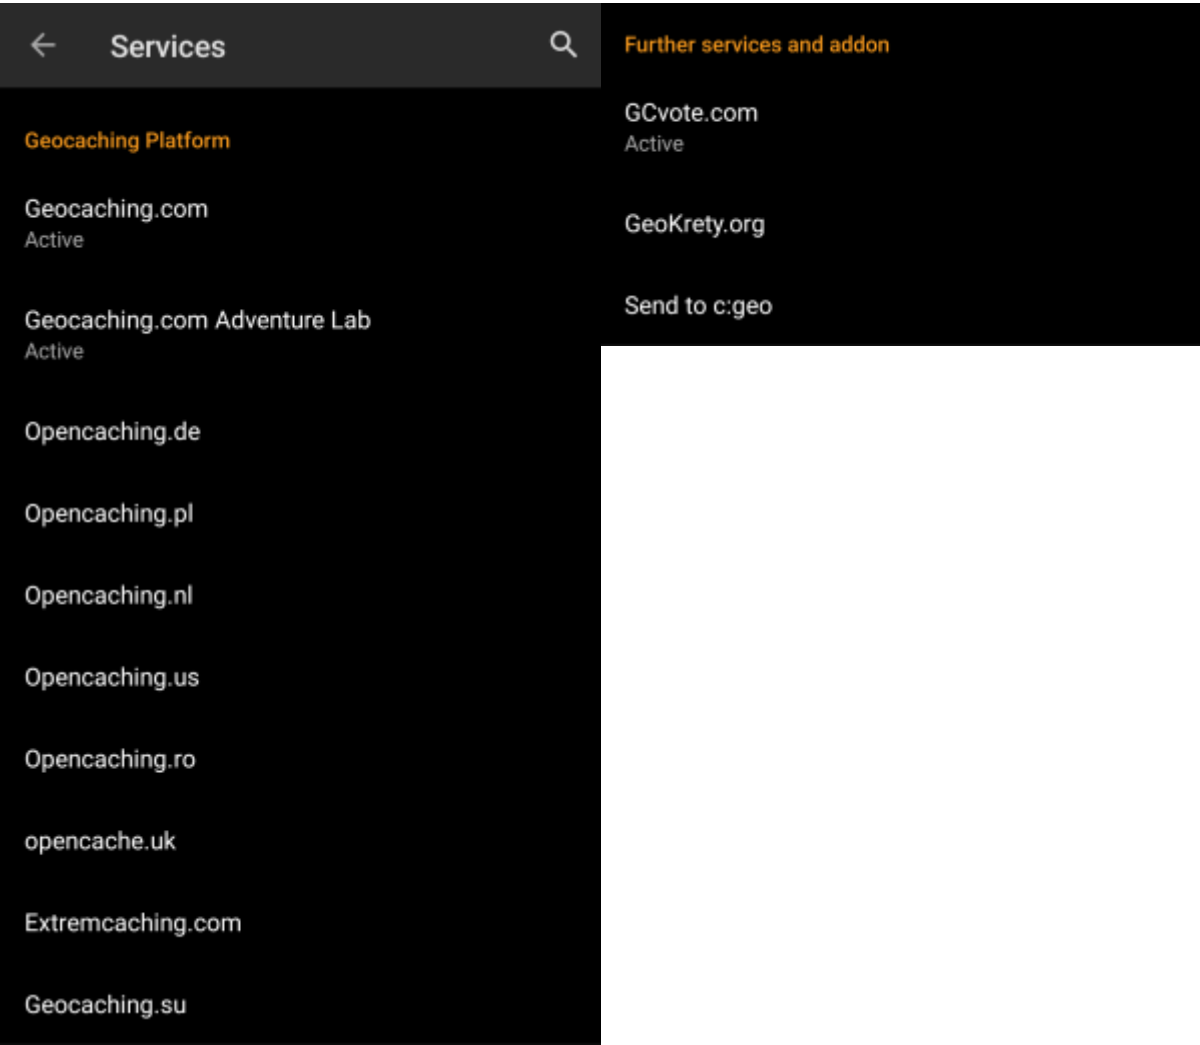 Services
Geocaching Platform
Geocaching.com
Active
Geocaching.com Adventure Lab
Active
Opencaching.de
Opencaching.pl
Opencaching.nl
Opencaching.us
Opencaching.ro
opencache.uk
Extremcaching.com
Geocaching.su
Further services and addon
GCvote.com
Active
GeoKrety.org
Send to c:geo